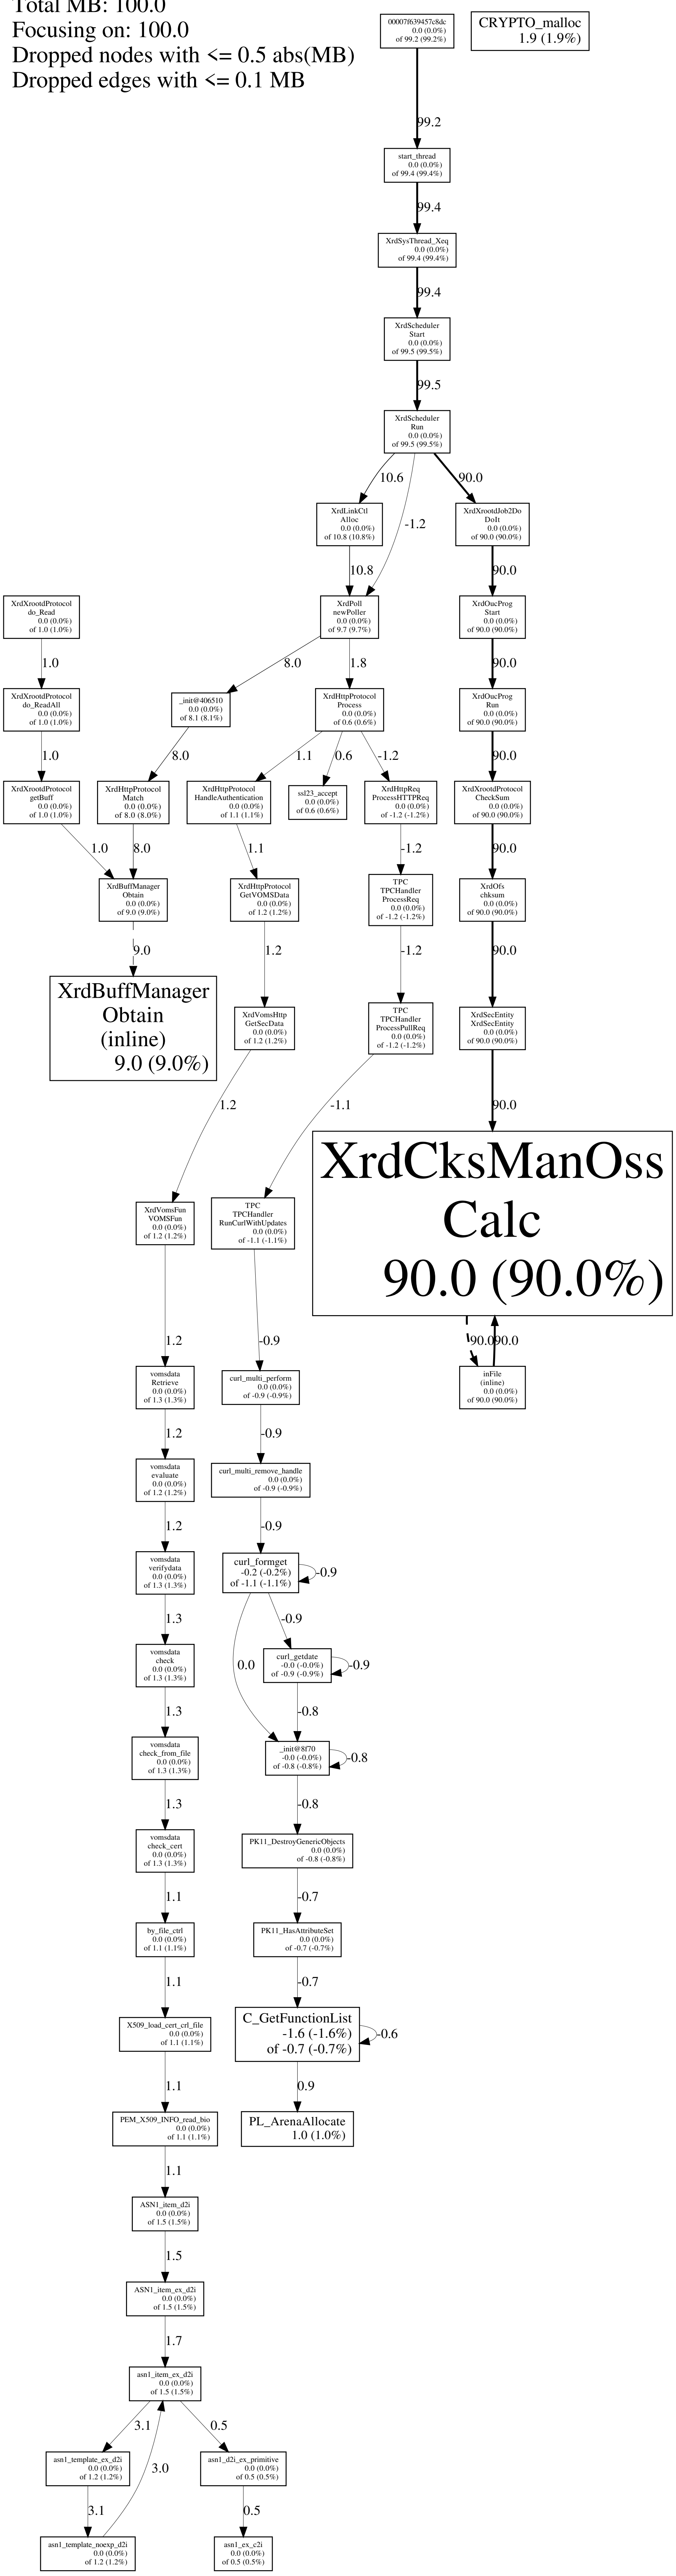 Total MB: 100.0
Focusing on: 100.0
Dropped nodes with <= 0.5 abs(MB)
Dropped edges with <= 0.1 MB
00007f639457c8dc
0.0 (0.0%)
of 99.2 (99.2%)
CRYPTO_malloc
1.9 (1.9%)
99.2
start_thread
0.0 (0.0%)
of 99.4 (99.4%)
99.4
XrdSysThread_Xeq
0.0 (0.0%)
of 99.4 (99.4%)
99.4
XrdScheduler
Start
0.0 (0.0%)
of 99.5 (99.5%)
99.5
XrdScheduler
Run
0.0 (0.0%)
of 99.5 (99.5%)
10.6
-1.2
90.0
XrdLinkCtl
Alloc
0.0 (0.0%)
of 10.8 (10.8%)
XrdXrootdJob2Do
DoIt
0.0 (0.0%)
of 90.0 (90.0%)
10.8
90.0
XrdXrootdProtocol
do_Read
0.0 (0.0%)
of 1.0 (1.0%)
XrdPoll
newPoller
0.0 (0.0%)
of 9.7 (9.7%)
XrdOucProg
Start
0.0 (0.0%)
of 90.0 (90.0%)
1.0
8.0
1.8
90.0
XrdXrootdProtocol
do_ReadAll
0.0 (0.0%)
of 1.0 (1.0%)
_init@406510
0.0 (0.0%)
of 8.1 (8.1%)
XrdHttpProtocol
Process
0.0 (0.0%)
of 0.6 (0.6%)
XrdOucProg
Run
0.0 (0.0%)
of 90.0 (90.0%)
1.0
8.0
1.1
0.6
-1.2
90.0
XrdXrootdProtocol
getBuff
0.0 (0.0%)
of 1.0 (1.0%)
XrdHttpProtocol
Match
0.0 (0.0%)
of 8.0 (8.0%)
XrdHttpProtocol
HandleAuthentication
0.0 (0.0%)
of 1.1 (1.1%)
ssl23_accept
0.0 (0.0%)
of 0.6 (0.6%)
XrdHttpReq
ProcessHTTPReq
0.0 (0.0%)
of -1.2 (-1.2%)
XrdXrootdProtocol
CheckSum
0.0 (0.0%)
of 90.0 (90.0%)
1.0
8.0
1.1
-1.2
90.0
XrdBuffManager
Obtain
0.0 (0.0%)
of 9.0 (9.0%)
XrdHttpProtocol
GetVOMSData
0.0 (0.0%)
of 1.2 (1.2%)
TPC
TPCHandler
ProcessReq
0.0 (0.0%)
of -1.2 (-1.2%)
XrdOfs
chksum
0.0 (0.0%)
of 90.0 (90.0%)
9.0
1.2
-1.2
90.0
XrdBuffManager
Obtain
(inline)
9.0 (9.0%)
XrdVomsHttp
GetSecData
0.0 (0.0%)
of 1.2 (1.2%)
TPC
TPCHandler
ProcessPullReq
0.0 (0.0%)
of -1.2 (-1.2%)
XrdSecEntity
XrdSecEntity
0.0 (0.0%)
of 90.0 (90.0%)
1.2
-1.1
90.0
XrdVomsFun
VOMSFun
0.0 (0.0%)
of 1.2 (1.2%)
TPC
TPCHandler
RunCurlWithUpdates
0.0 (0.0%)
of -1.1 (-1.1%)
XrdCksManOss
Calc
90.0 (90.0%)
1.2
-0.9
90.0
90.0
vomsdata
Retrieve
0.0 (0.0%)
of 1.3 (1.3%)
curl_multi_perform
0.0 (0.0%)
of -0.9 (-0.9%)
inFile
(inline)
0.0 (0.0%)
of 90.0 (90.0%)
1.2
-0.9
vomsdata
evaluate
0.0 (0.0%)
of 1.2 (1.2%)
curl_multi_remove_handle
0.0 (0.0%)
of -0.9 (-0.9%)
1.2
-0.9
vomsdata
verifydata
0.0 (0.0%)
of 1.3 (1.3%)
curl_formget
-0.2 (-0.2%)
of -1.1 (-1.1%)
-0.9
1.3
0.0
-0.9
vomsdata
check
0.0 (0.0%)
of 1.3 (1.3%)
curl_getdate
-0.0 (-0.0%)
of -0.9 (-0.9%)
-0.9
1.3
-0.8
vomsdata
check_from_file
0.0 (0.0%)
of 1.3 (1.3%)
_init@8f70
-0.0 (-0.0%)
of -0.8 (-0.8%)
-0.8
1.3
-0.8
vomsdata
check_cert
0.0 (0.0%)
of 1.3 (1.3%)
PK11_DestroyGenericObjects
0.0 (0.0%)
of -0.8 (-0.8%)
1.1
-0.7
by_file_ctrl
0.0 (0.0%)
of 1.1 (1.1%)
PK11_HasAttributeSet
0.0 (0.0%)
of -0.7 (-0.7%)
1.1
-0.7
X509_load_cert_crl_file
0.0 (0.0%)
of 1.1 (1.1%)
C_GetFunctionList
-1.6 (-1.6%)
of -0.7 (-0.7%)
-0.6
1.1
0.9
PEM_X509_INFO_read_bio
0.0 (0.0%)
of 1.1 (1.1%)
PL_ArenaAllocate
1.0 (1.0%)
1.1
ASN1_item_d2i
0.0 (0.0%)
of 1.5 (1.5%)
1.5
ASN1_item_ex_d2i
0.0 (0.0%)
of 1.5 (1.5%)
1.7
asn1_item_ex_d2i
0.0 (0.0%)
of 1.5 (1.5%)
3.1
3.0
0.5
asn1_template_ex_d2i
0.0 (0.0%)
of 1.2 (1.2%)
asn1_d2i_ex_primitive
0.0 (0.0%)
of 0.5 (0.5%)
3.1
0.5
asn1_template_noexp_d2i
0.0 (0.0%)
of 1.2 (1.2%)
asn1_ex_c2i
0.0 (0.0%)
of 0.5 (0.5%)